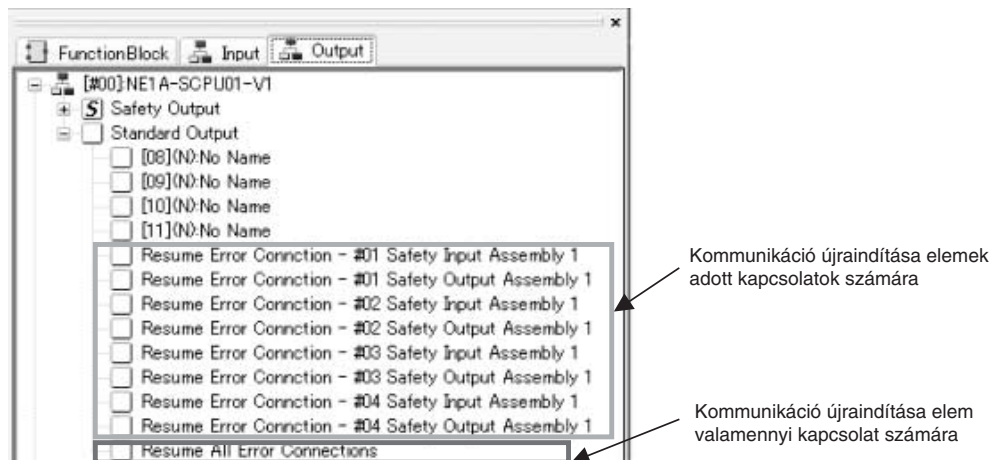 FunctionBlock Input Output
[#00]:NE1A-SCPU01-V1
S Safety Output
Standard Output
[08](N):No Name
[09](N):No Name
[10](N):No Name
[11](N):No Name
Resume Error Connction - #01 Safety Input Assembly 1
Resume Error Connction - #01 Safety Output Assembly 1
Resume Error Connction - #02 Safety Input Assembly 1
Resume Error Connction - #02 Safety Output Assembly 1
Resume Error Connction - #03 Safety Input Assembly 1
Resume Error Connction - #03 Safety Output Assembly 1
Resume Error Connction - #04 Safety Input Assembly 1
Resume Error Connction - #04 Safety Output Assembly 1
Resume All Error Connections
Kommunikáció újraindítása elemek
adott kapcsolatok számára
Kommunikáció újraindítása elem
valamennyi kapcsolat számára